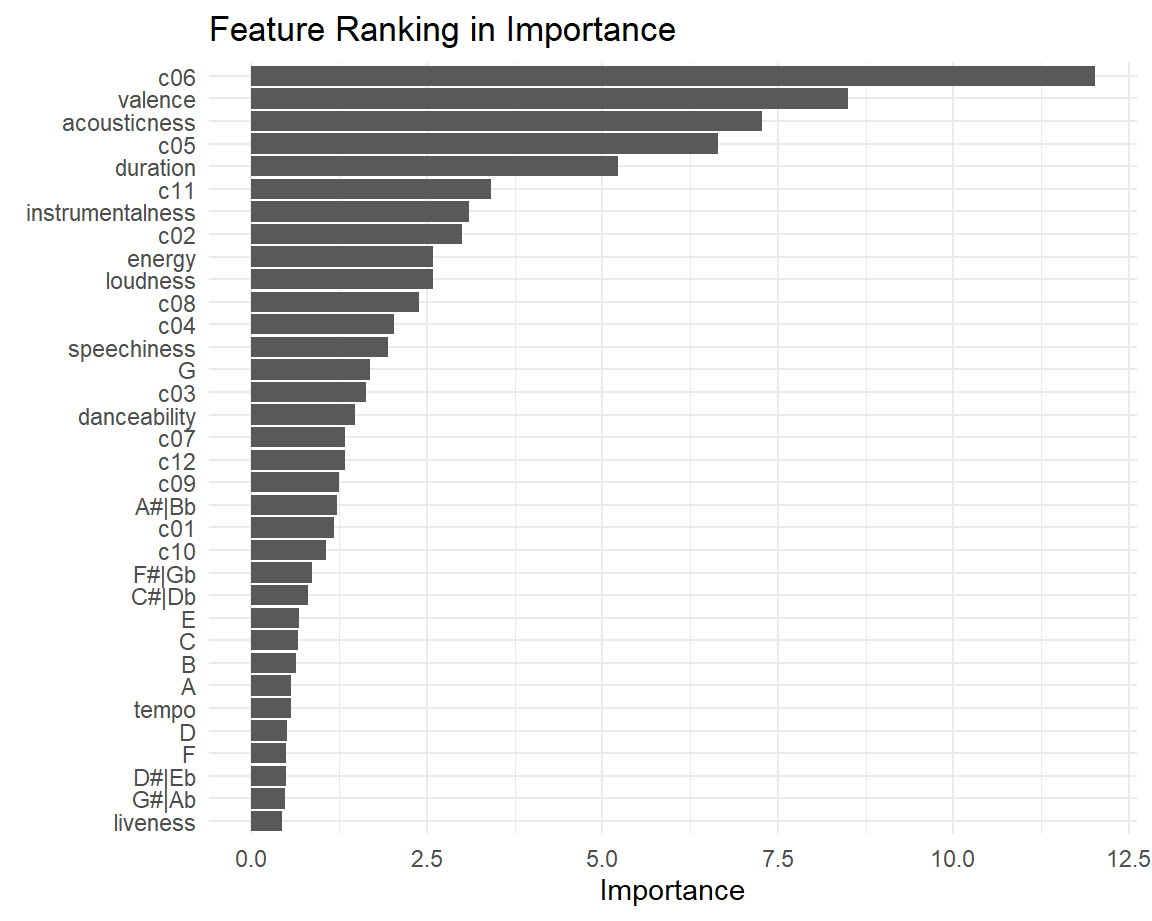 Feature Ranking in Importance
c06
valence
acousticness
c05
duration
c11
instrumentalness
c02
energy
loudness
c08
c04
speechiness
G
c03
danceability
c07
c12
c09
A#|Bb
c01
c10
F#|Gb
C#|Db
E
C
B
A
tempo
D
F
D#|Eb
G#|Ab
liveness
0.0 2.5 5.0 7.5 10.0 12.5
Importance